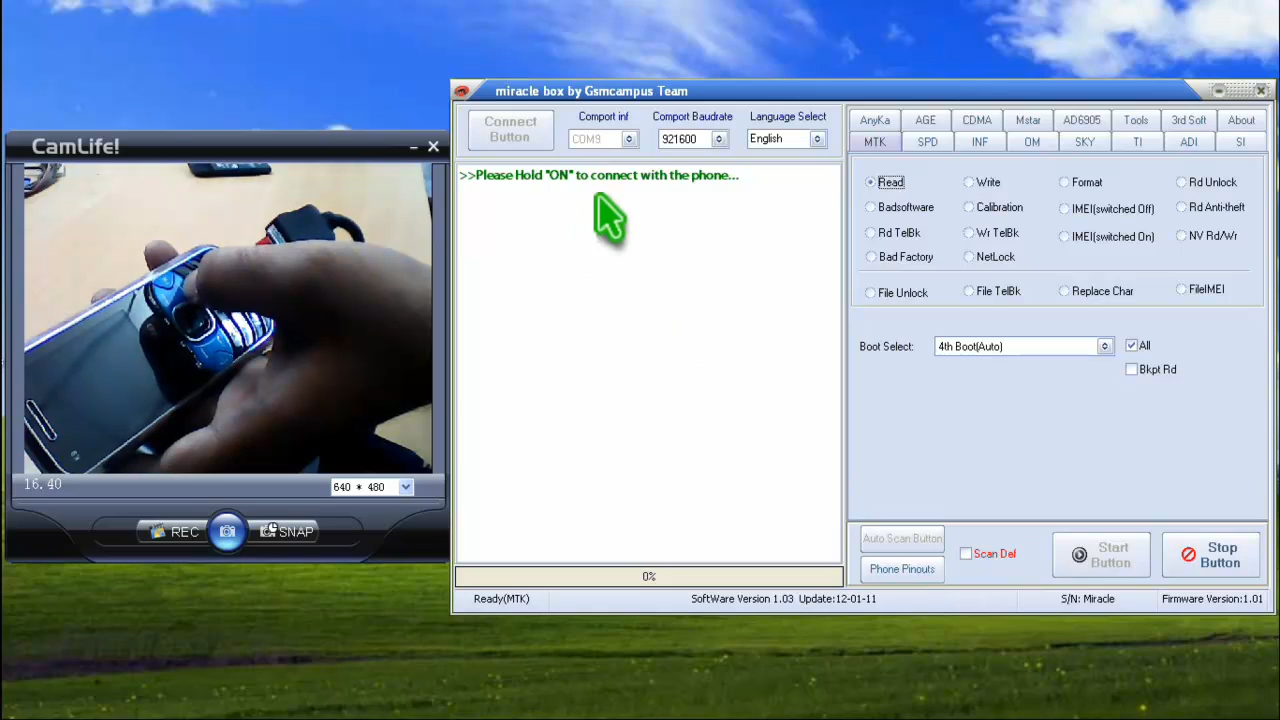 CamLife!
16.40
640 * 480
REC
SNAP
miracle box by Gsmcampus Team
Connect Button
Comport inf
COM9
Comport Baudrate
921600
Language Select
English
>>Please Hold "ON" to connect with the phone...
0%
AnyKa AGE CDMA Mstar AD6905 Tools 3rd Soft About
MTK SPD INF OM SKY TI ADI SI
Read Write Format Rd Unlock
Badsoftware Calibration IMEI(switched Off) Rd Anti-theft
Rd TelBk Wr TelBk IMEI(switched On) NV Rd/Wr
Bad Factory NetLock
File Unlock File TelBk Replace Char FileIMEI
Boot Select: 4th Boot(Auto) All
Bkpt Rd
Auto Scan Button
Phone Pinouts
Scan Def
Start Button
Stop Button
Ready(MTK) SoftWare Version 1.03 Update:12-01-11 S/N: Miracle Firmware Version:1.01